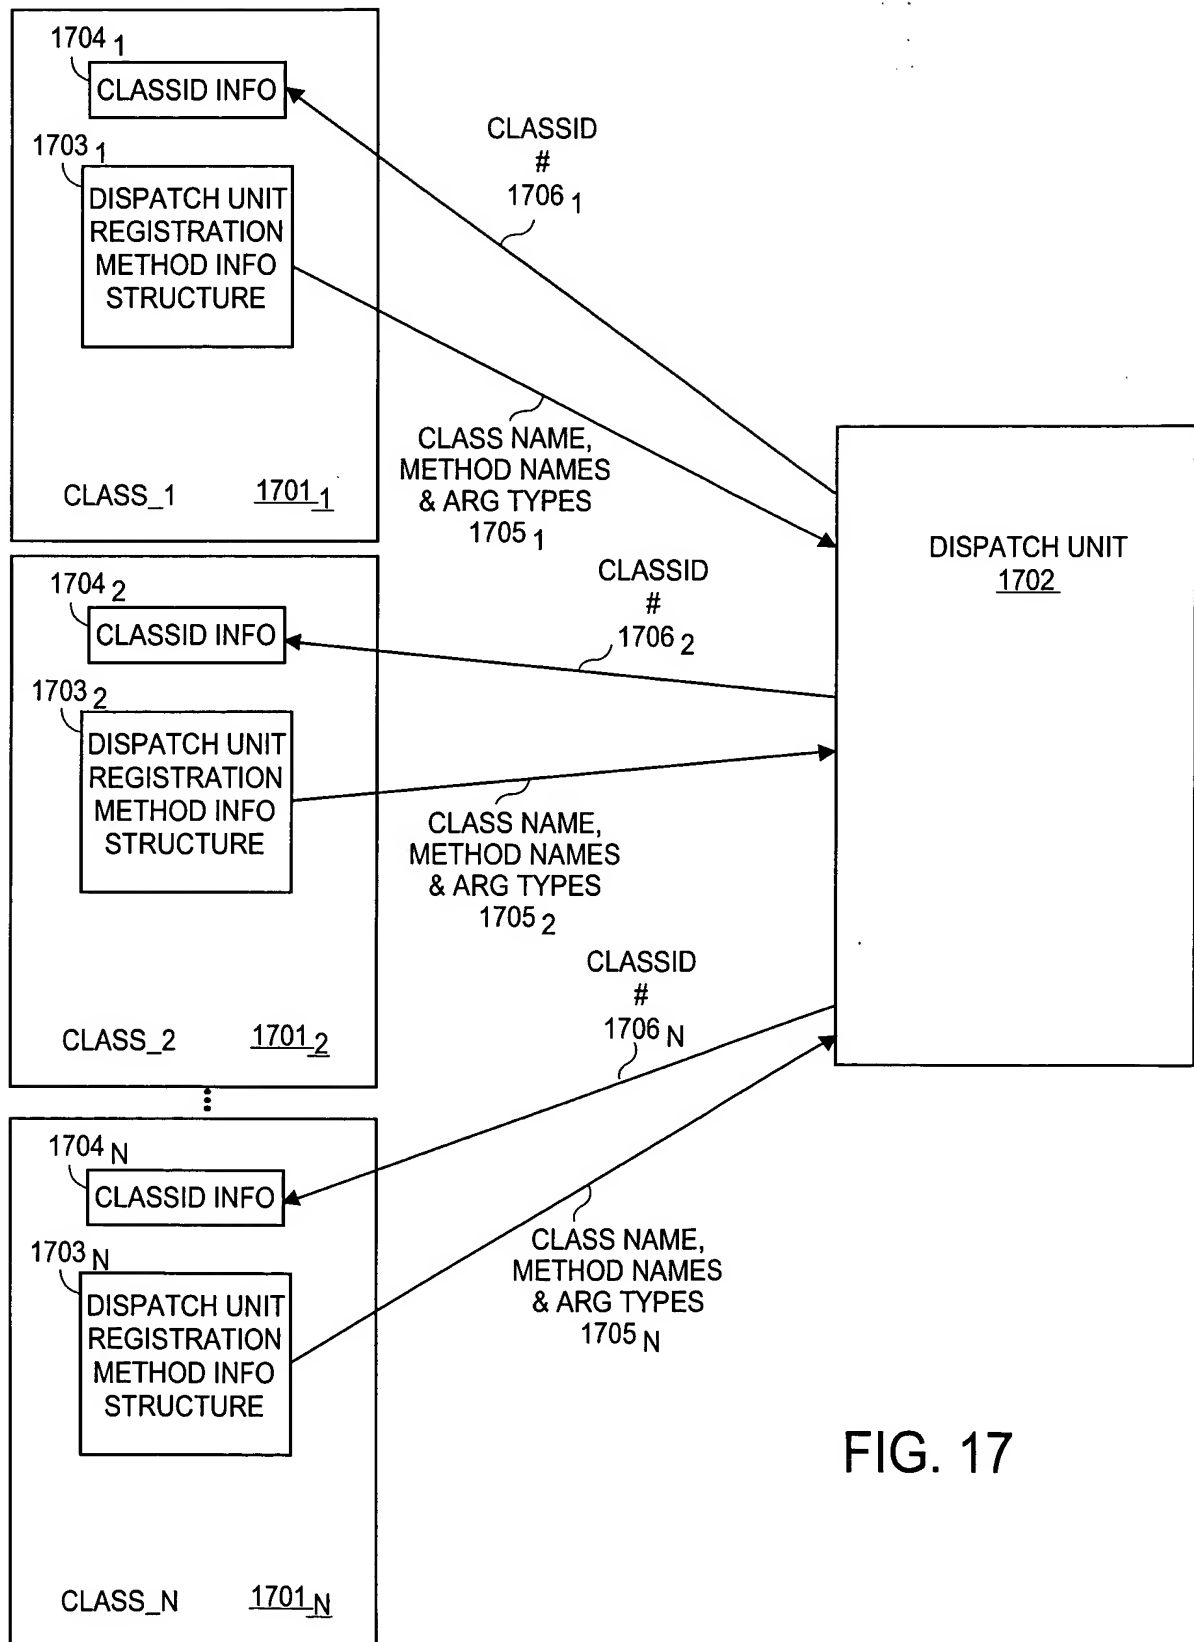 1704 1
CLASSID INFO
1703 1
DISPATCH UNIT
REGISTRATION
METHOD INFO
STRUCTURE
CLASS_1 1701 1
CLASSID
#
1706 1
CLASS NAME,
METHOD NAMES
& ARG TYPES
1705 1
DISPATCH UNIT
1702
1704 2
CLASSID INFO
1703 2
DISPATCH UNIT
REGISTRATION
METHOD INFO
STRUCTURE
CLASS_2 1701 2
CLASSID
#
1706 2
CLASS NAME,
METHOD NAMES
& ARG TYPES
1705 2
1704 N
CLASSID INFO
1703 N
DISPATCH UNIT
REGISTRATION
METHOD INFO
STRUCTURE
CLASS_N 1701 N
CLASSID
#
1706 N
CLASS NAME,
METHOD NAMES
& ARG TYPES
1705 N
FIG. 17